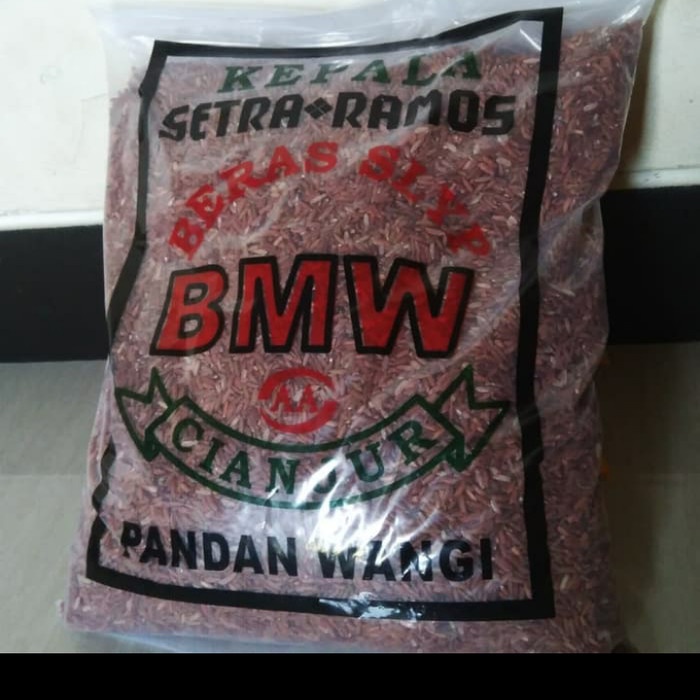 KEPALA
SETRA❖RAMOS
BERAS SLYP
BMW
CIANJUR
PANDAN WANGI